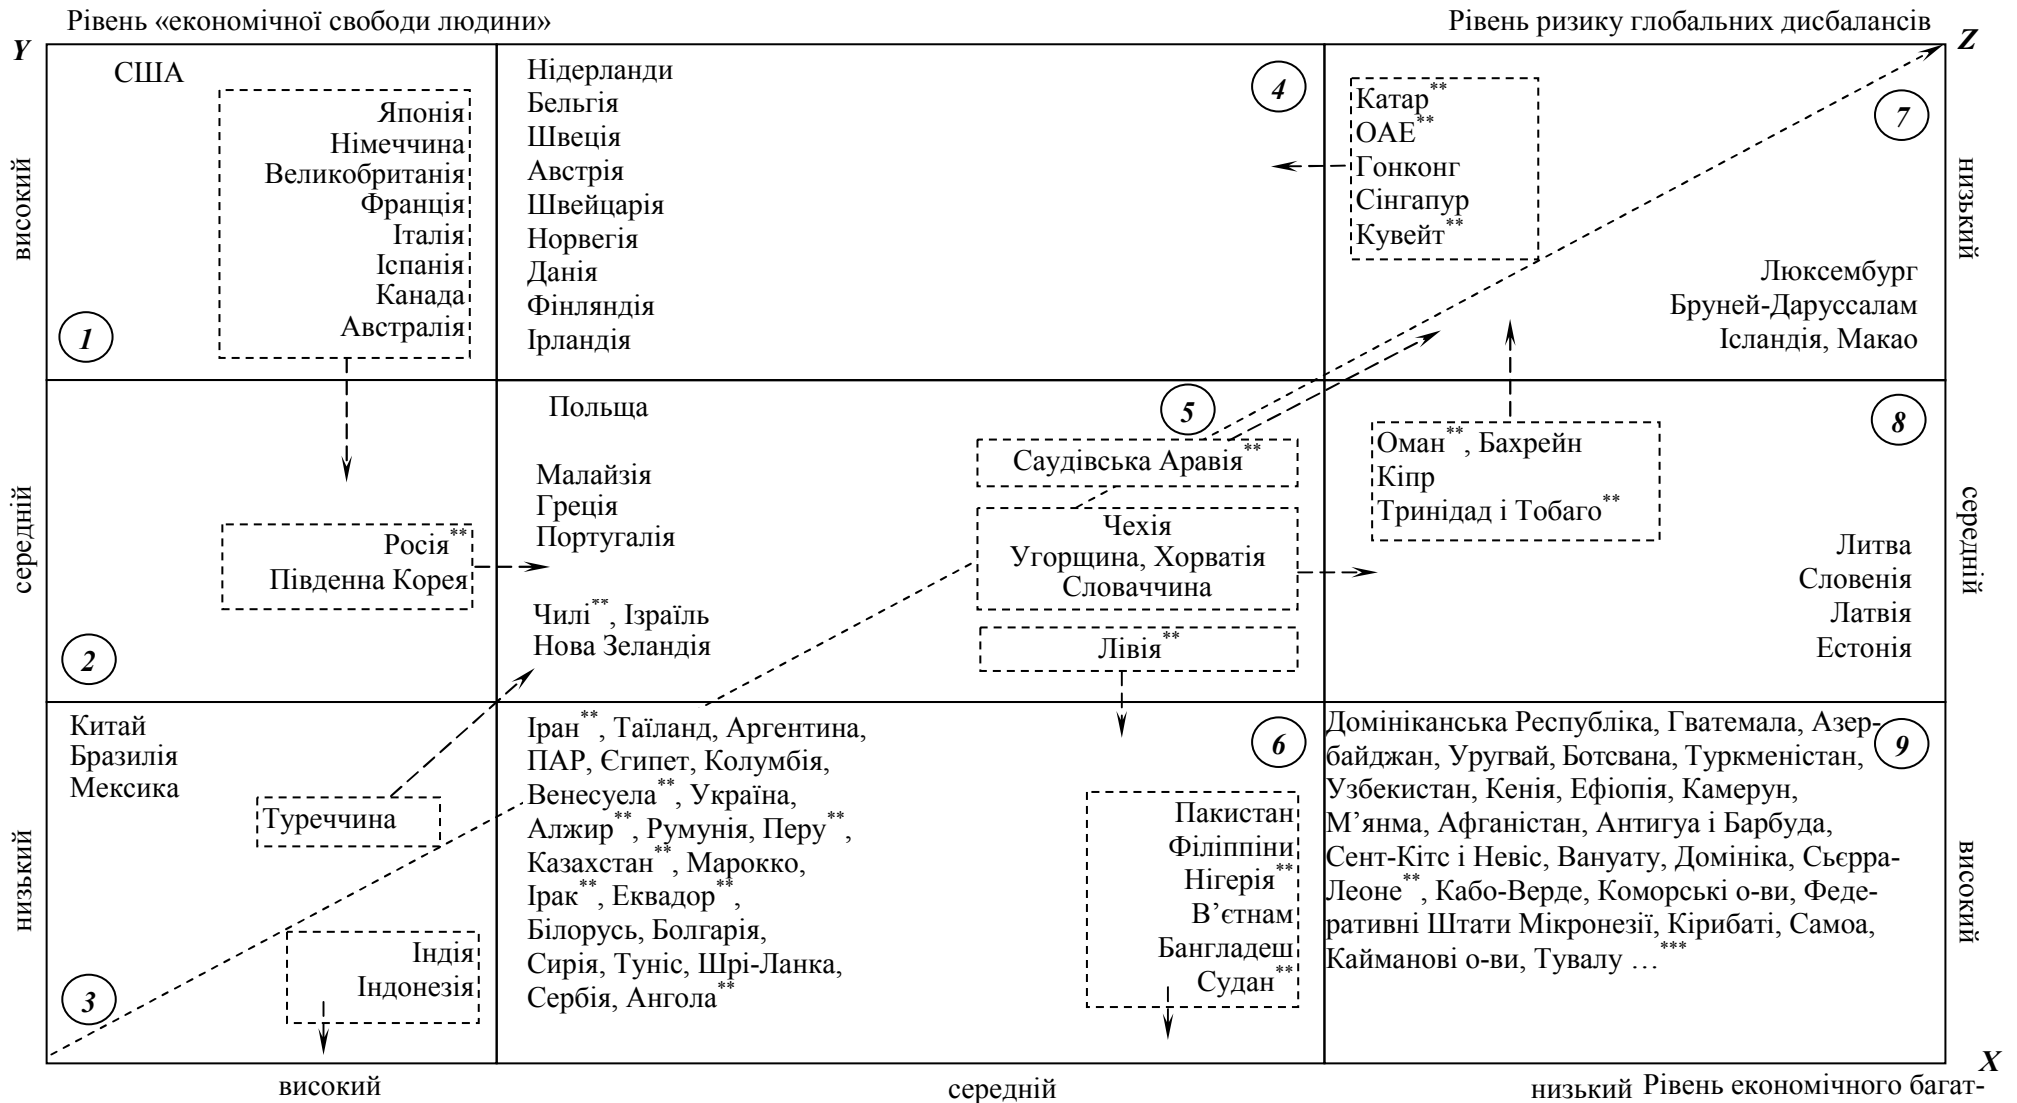 Рівень «економічної свободи людини»
Рівень ризику глобальних дисбалансів
Y
Z
високий
США
Японія
Німеччина
Великобританія
Франція
Італія
Іспанія
Канада
Австралія
1
Нідерланди
Бельгія
Швеція
Австрія
Швейцарія
Норвегія
Данія
Фінляндія
Ірландія
4
Катар**
ОАЕ**
Гонконг
Сінгапур
Кувейт**
7
Люксембург
Бруней-Даруссалам
Ісландія, Макао
низький
середній
Росія**
Південна Корея
2
Польща
Малайзія
Греція
Португалія
Чилі**, Ізраїль
Нова Зеландія
5
Саудівська Аравія**
Чехія
Угорщина, Хорватія
Словаччина
Лівія**
Оман**, Бахрейн
Кіпр
Тринідад і Тобаго**
8
Литва
Словенія
Латвія
Естонія
середній
низький
Китай
Бразилія
Мексика
Туреччина
Індія
Індонезія
3
Іран**, Таїланд, Аргентина,
ПАР, Єгипет, Колумбія,
Венесуела**, Україна,
Алжир**, Румунія, Перу**,
Казахстан**, Марокко,
Ірак**, Еквадор**,
Білорусь, Болгарія,
Сирія, Туніс, Шрі-Ланка,
Сербія, Ангола**
6
Пакистан
Філіппіни
Нігерія**
В’єтнам
Бангладеш
Судан**
Домініканська Республіка, Гватемала, Азер-
байджан, Уругвай, Ботсвана, Туркменістан,
Узбекистан, Кенія, Ефіопія, Камерун,
М’янма, Афганістан, Антигуа і Барбуда,
Сент-Кітс і Невіс, Вануату, Домініка, Сьєрра-
Леоне**, Кабо-Верде, Коморські о-ви, Феде-
ративні Штати Мікронезії, Кірибаті, Самоа,
Кайманові о-ви, Тувалу …***
9
високий
X
високий
середній
низький
Рівень економічного багат-